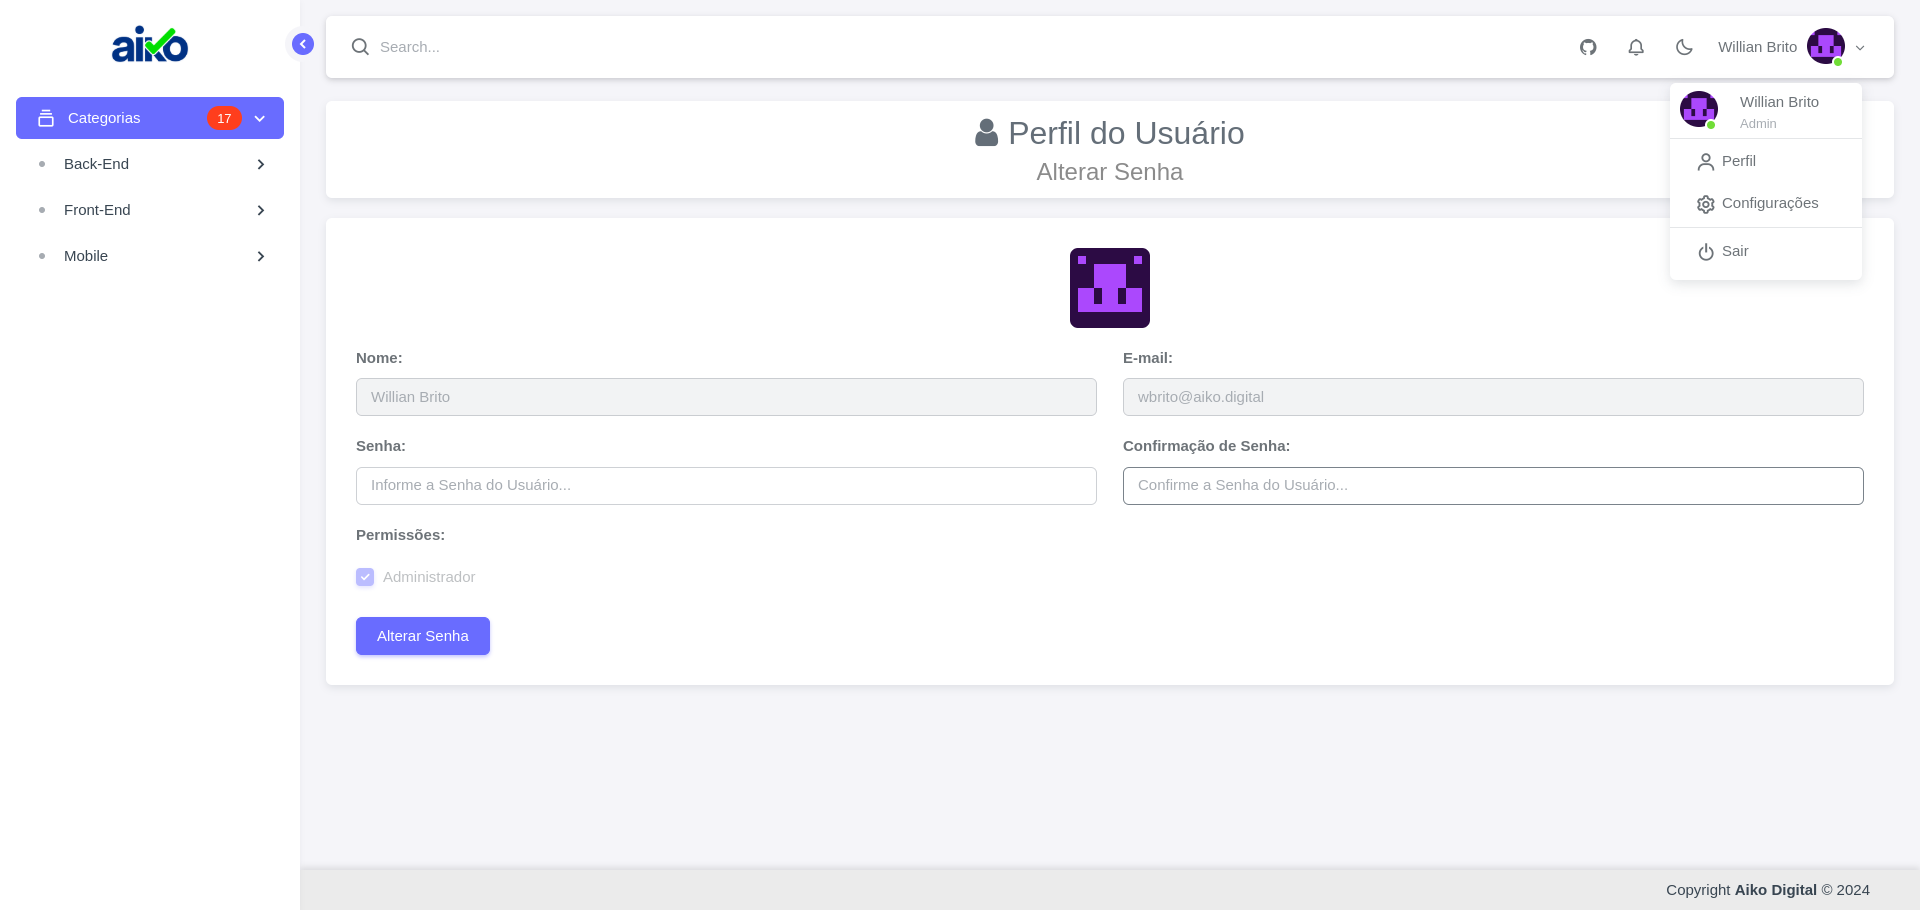 aiko
Search...
Willian Brito
Categorias 17
Back-End
Front-End
Mobile
Perfil do Usuário
Alterar Senha
Willian Brito
Admin
Perfil
Configurações
Sair
Nome:
Willian Brito
E-mail:
wbrito@aiko.digital
Senha:
Informe a Senha do Usuário...
Confirmação de Senha:
Confirme a Senha do Usuário...
Permissões:
Administrador
Alterar Senha
Copyright Aiko Digital © 2024